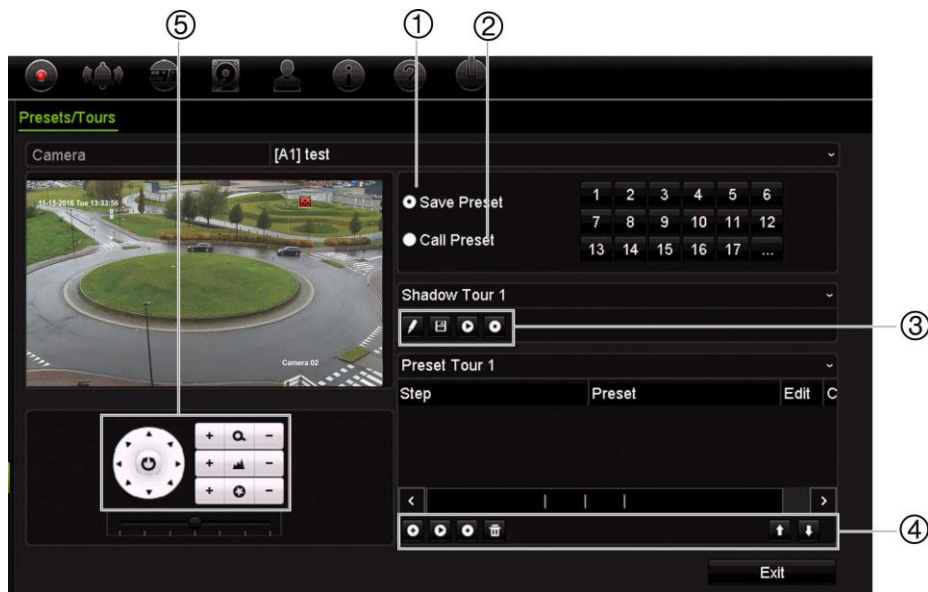 ⑤ ① ②
Presets/Tours
Camera [A1] test
11-15-2016 Tue 13:33:56
Camera 02
Save Preset
Call Preset
1 2 3 4 5 6
7 8 9 10 11 12
13 14 15 16 17 ...
Shadow Tour 1
③
Preset Tour 1
Step Preset Edit C
④
Exit